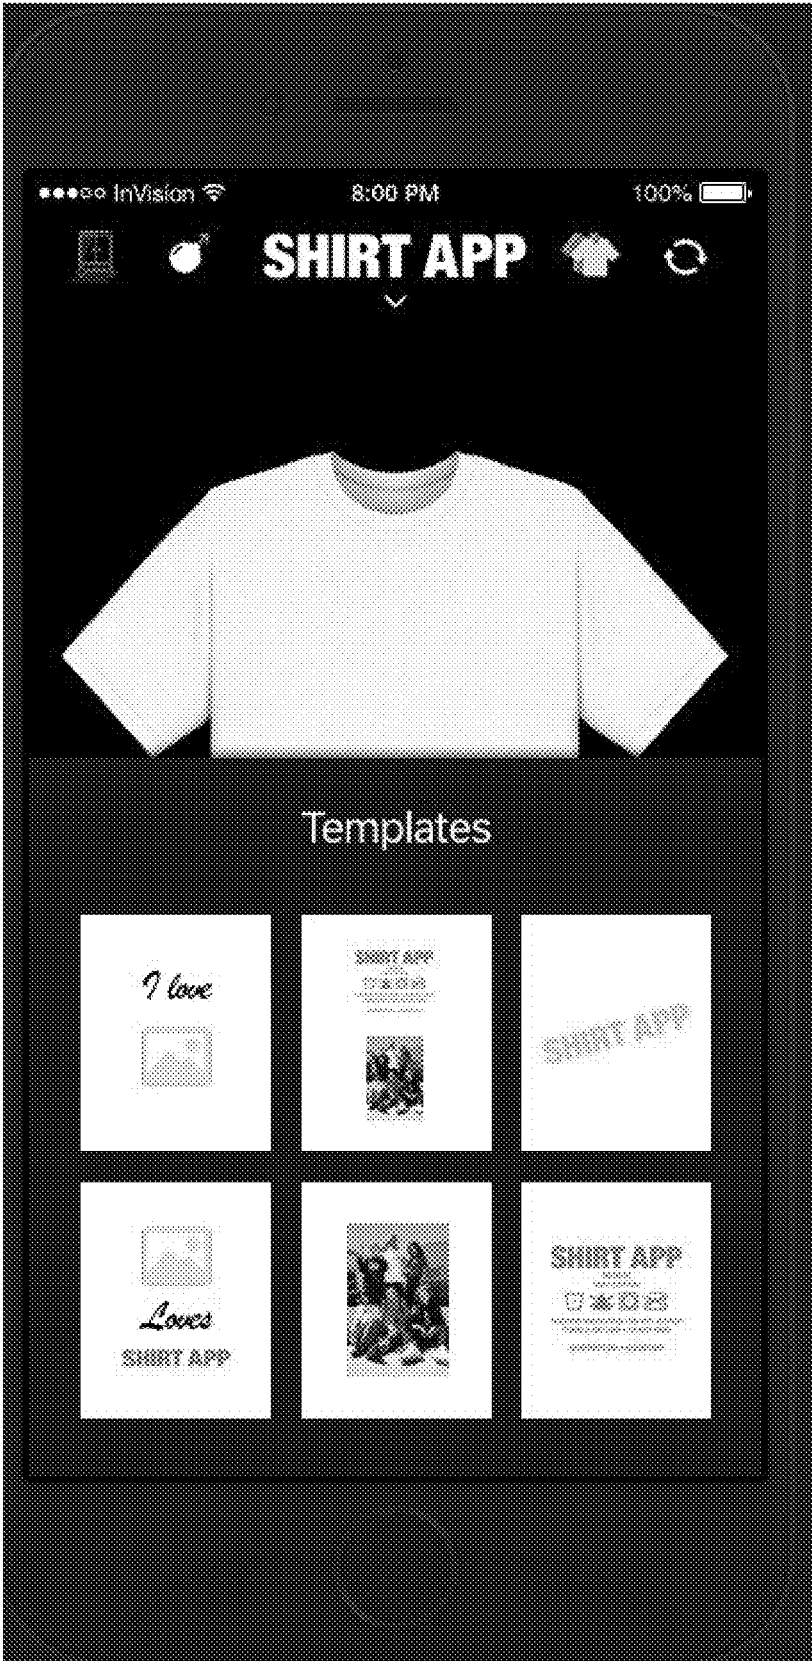 InVision 8:00 PM 100%
SHIRT APP
Templates
I love
SHIRT APP
SHIRT APP
Loves
SHIRT APP
SHIRT APP